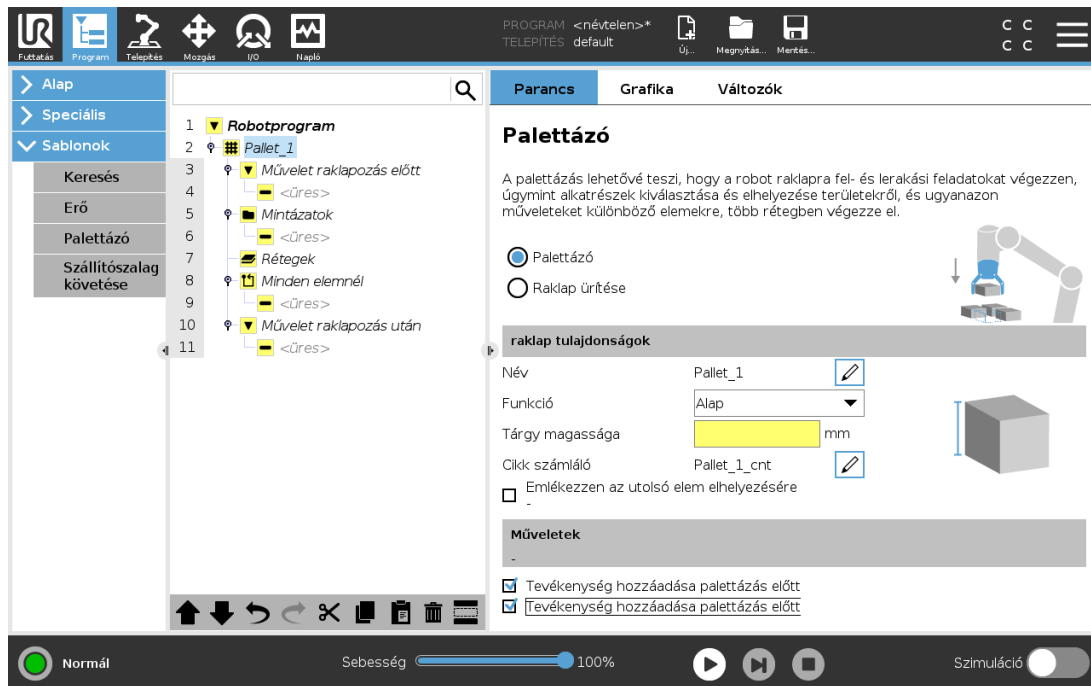 Futtatás
Program
Telepítés
Mozgás
I/O
Napló
PROGRAM <névtelen>*
TELEPÍTÉS default
Új...
Megnyitás...
Mentés...
C C
C C
Alap
Speciális
Sablonok
Keresés
Erő
Palettázó
Szállítószalag
követése
1 Robotprogram
2 Pallet_1
3 Művelet raklapozás előtt
4 <üres>
5 Mintázatok
6 <üres>
7 Rétegek
8 Minden elemnél
9 <üres>
10 Művelet raklapozás után
11 <üres>
Parancs
Grafika
Változók
Palettázó
A palettázás lehetővé teszi, hogy a robot raklapra fel- és lerakási feladatokat végezzen,
úgymint alkatrészek kiválasztása és elhelyezése területekről, és ugyanazon
műveleteket különböző elemekre, több rétegben végezze el.
Palettázó
Raklap ürítése
raklap tulajdonságok
Név Pallet_1
Funkció Alap
Tárgy magassága mm
Cikk számláló Pallet_1_cnt
Emlékezzen az utolsó elem elhelyezésére
-
Műveletek
-
Tevékenység hozzáadása palettázás előtt
Tevékenység hozzáadása palettázás előtt
Normál
Sebesség 100%
Szimuláció